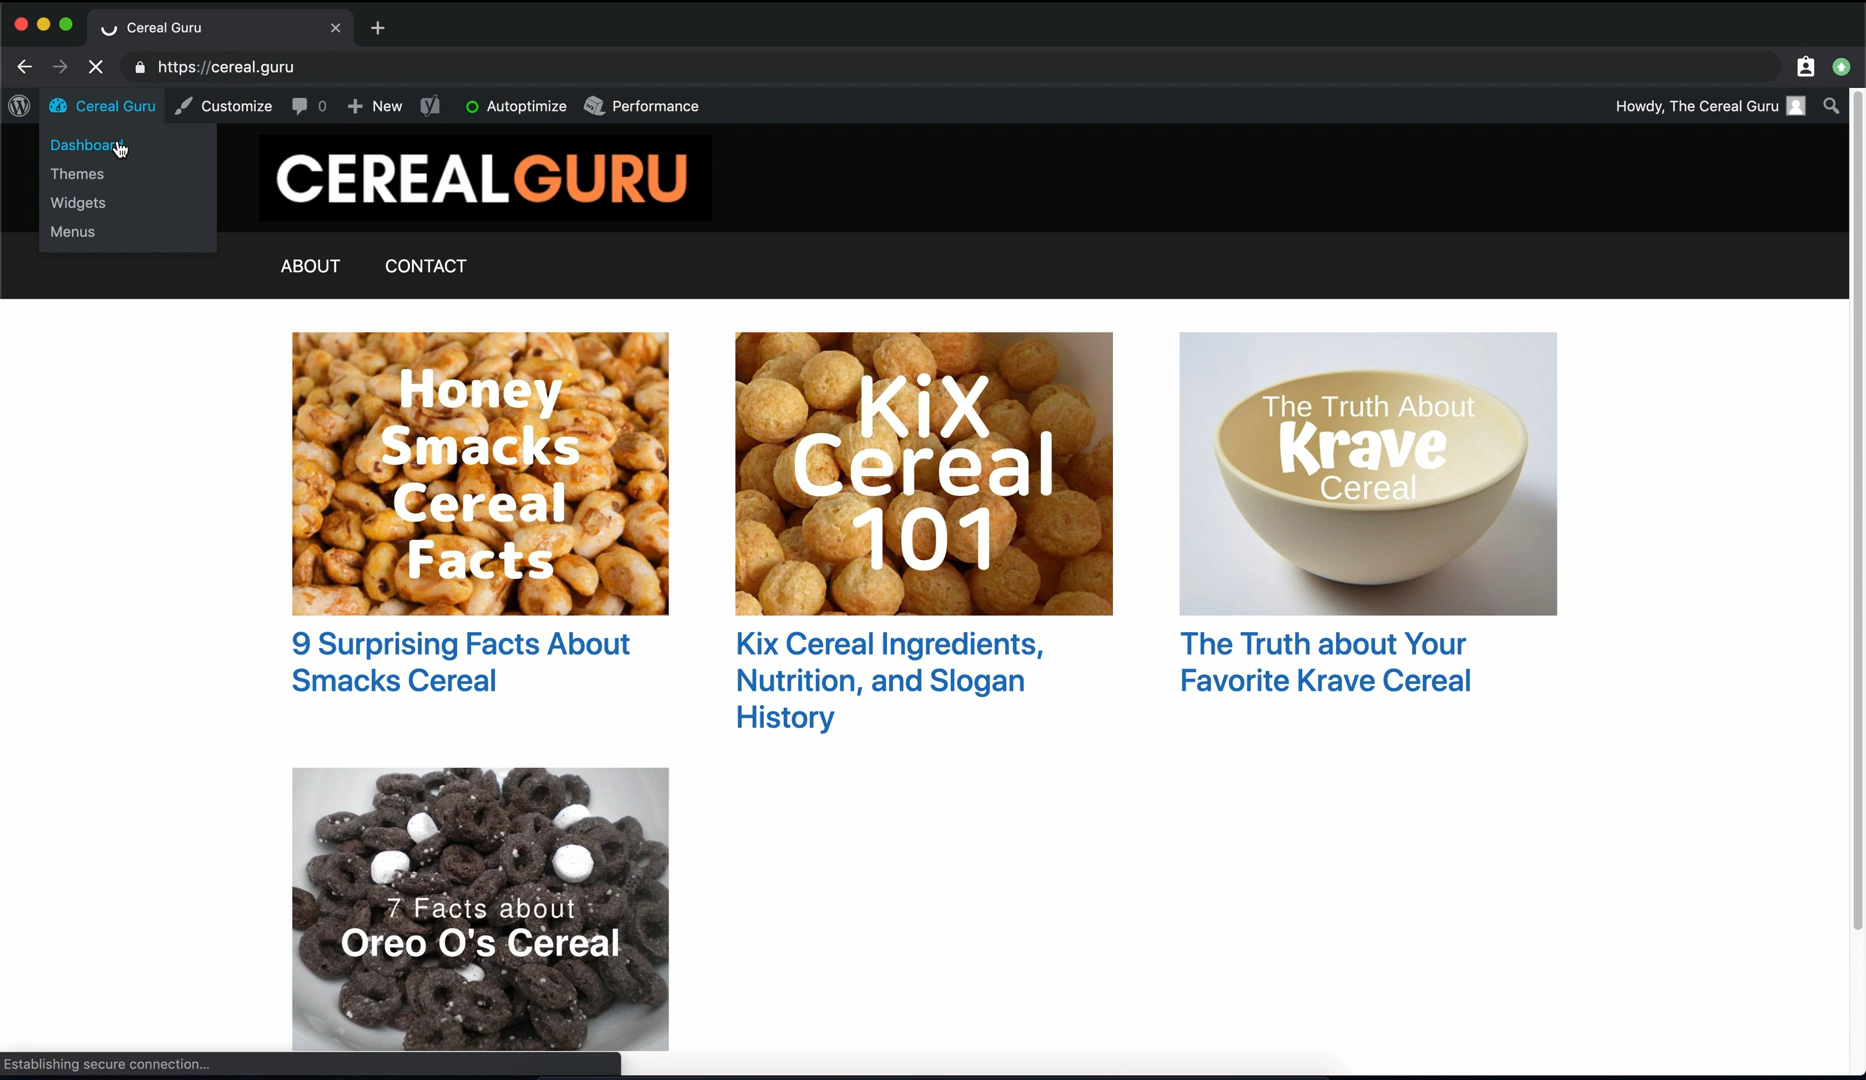 Cereal Guru
https://cereal.guru
Cereal Guru Customize 0 New Autoptimize Performance Howdy, The Cereal Guru
Dashboard
Themes
Widgets
Menus
CEREALGURU
ABOUT CONTACT
Honey
Smacks
Cereal
Facts
KiX
Cereal
101
The Truth About
Krave
Cereal
9 Surprising Facts About
Smacks Cereal
Kix Cereal Ingredients,
Nutrition, and Slogan
History
The Truth about Your
Favorite Krave Cereal
7 Facts about
Oreo O's Cereal
Establishing secure connection...